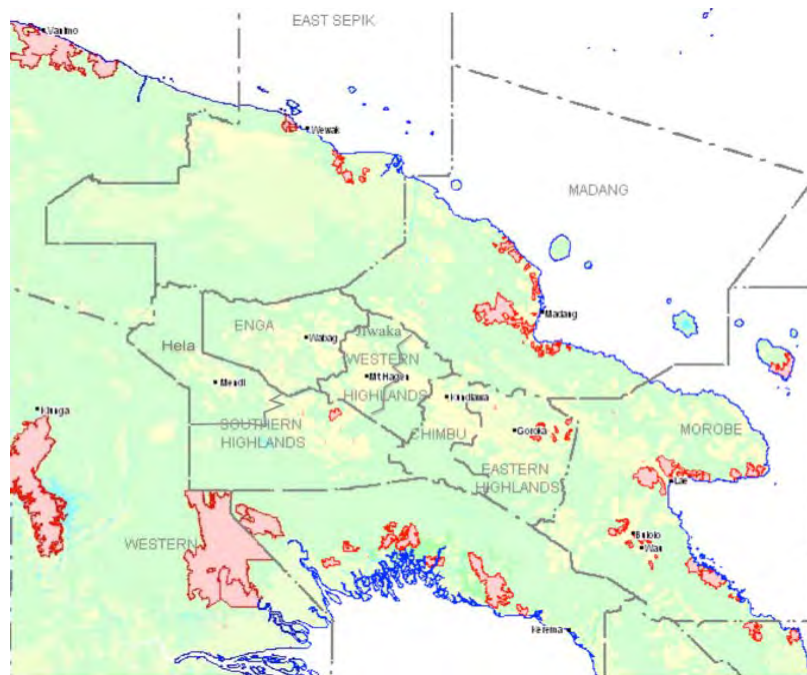 EAST SEPIK
Vanimo
Wewak
MADANG
Madang
ENGA
Jiwaka
Hela
Wabag
WESTERN
Mendi
Mt Hagen
HIGHLANDS
Kiunga
Kundiawa
SOUTHERN
HIGHLANDS
CHIMBU
Goroka
MOROBE
EASTERN
HIGHLANDS
Lae
WESTERN
Bulolo
Wau
Kerema